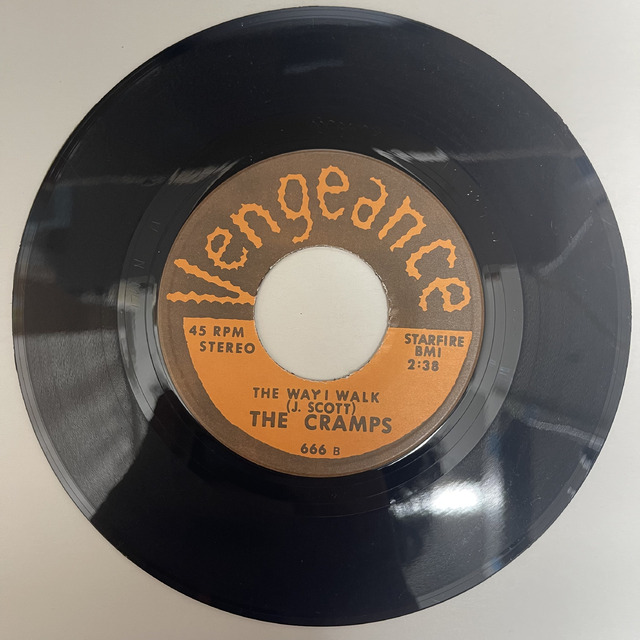 Vengeance
45 RPM
STEREO
STARFIRE
BMI
2:38
THE WAY I WALK
(J. SCOTT)
THE CRAMPS
666 B